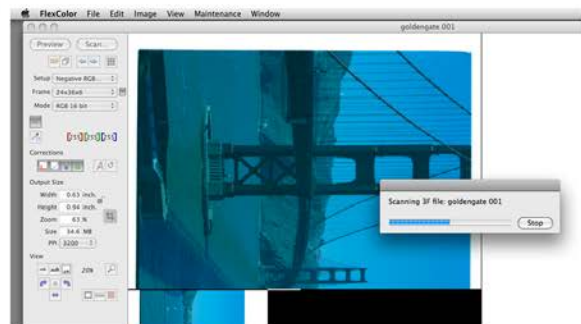 FlexColor File Edit Image View Maintenance Window
goldengate 001
Preview Scan...
Setup Negative RGB...
Frame 24x36x6
Mode RGB 16 bit
Corrections
Output Size
Width 0.63 inch.
Height 0.94 inch.
Zoom 63 %
Size 34.4 MB
PPI 3200
View
20%
Scanning 3F file: goldengate 001
Stop